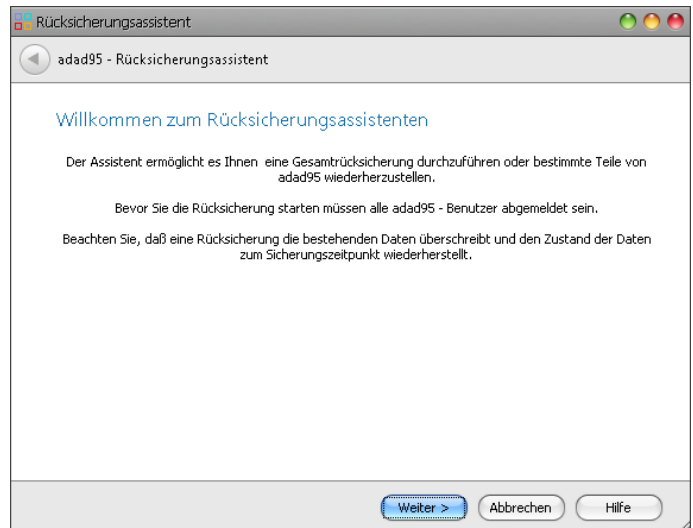 Rücksicherungsassistent
adad95 - Rücksicherungsassistent
Willkommen zum Rücksicherungsassistenten
Der Assistent ermöglicht es Ihnen  eine Gesamtrücksicherung durchzuführen oder bestimmte Teile von
adad95 wiederherzustellen.
Bevor Sie die Rücksicherung starten müssen alle adad95 - Benutzer abgemeldet sein.
Beachten Sie, daß eine Rücksicherung die bestehenden Daten überschreibt und den Zustand der Daten
zum Sicherungszeitpunkt wiederherstellt.
Weiter > Abbrechen Hilfe